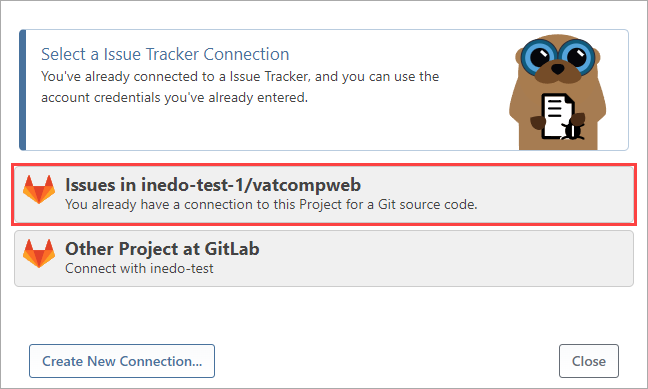 Select a Issue Tracker Connection
You've already connected to a Issue Tracker, and you can use the
account credentials you've already entered.
Issues in inedo-test-1/vatcompweb
You already have a connection to this Project for a Git source code.
Other Project at GitLab
Connect with inedo-test
Create New Connection...
Close